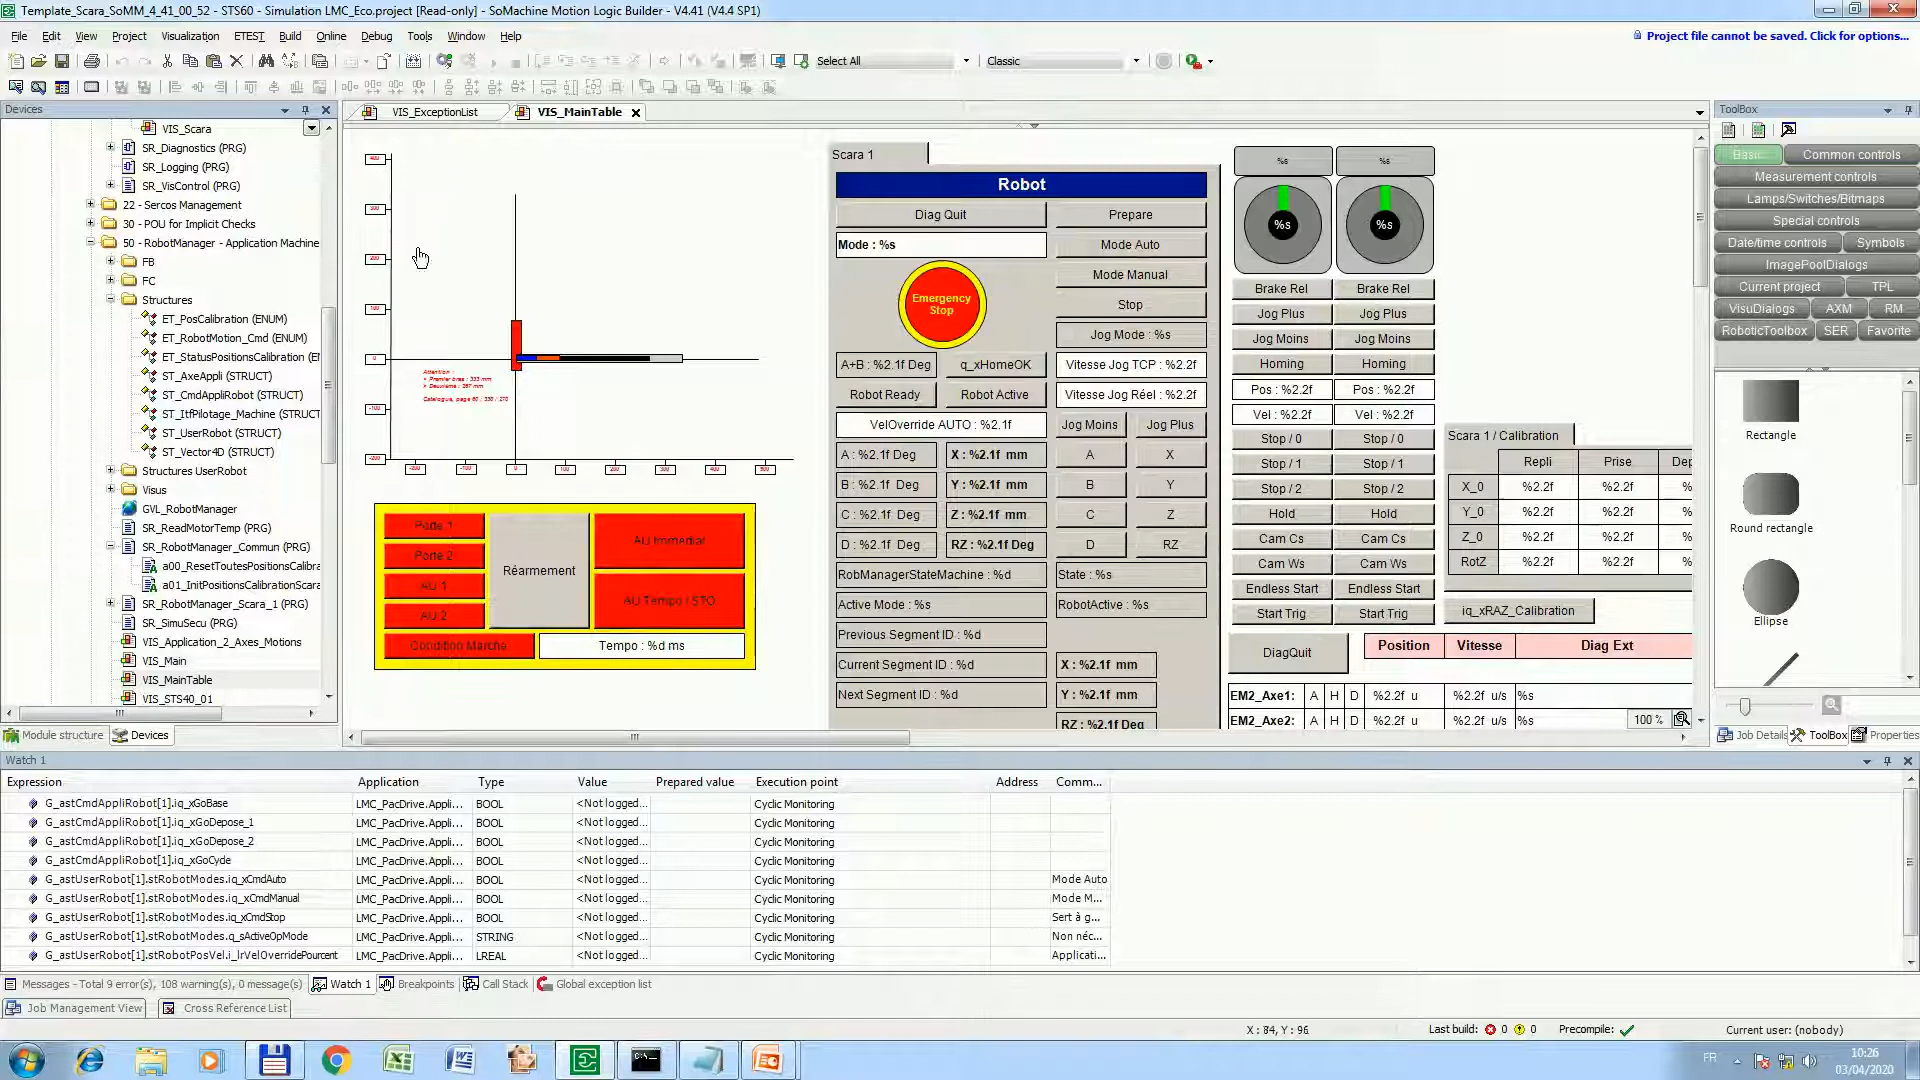 Template_Scara_SoMM_4_41_00_52 - STS60 - Simulation LMC_Eco.project [Read-only] - SoMachine Motion Logic Builder - V4.41 (V4.4 SP1)
File Edit View Project Visualization ETEST Build Online Debug Tools Window Help
Project file cannot be saved. Click for options...
Select All
Classic
Devices
VIS_Scara
SR_Diagnostics (PRG)
SR_Logging (PRG)
SR_VisControl (PRG)
22 - Sercos Management
30 - POU for Implicit Checks
50 - RobotManager - Application Machine
FB
FC
Structures
ET_PosCalibration (ENUM)
ET_RobotMotion_Cmd (ENUM)
ET_StatusPositionsCalibration (EN
ST_AxeAppli (STRUCT)
ST_CmdAppliRobot (STRUCT)
ST_ItfPilotage_Machine (STRUCT
ST_UserRobot (STRUCT)
ST_Vector4D (STRUCT)
Structures UserRobot
Visus
GVL_RobotManager
SR_ReadMotorTemp (PRG)
SR_RobotManager_Commun (PRG)
a00_ResetToutesPositionsCalibra
a01_InitPositionsCalibrationScara
SR_RobotManager_Scara_1 (PRG)
SR_SimuSecu (PRG)
VIS_Application_2_Axes_Motions
VIS_Main
VIS_MainTable
VIS_STS40_01
Module structure Devices
VIS_ExceptionList VIS_MainTable
400
300
200
100
0
-100
-200
-200 -100 0 100 200 300 400 500
Attention :
Porte 1
Porte 2
AU 1
AU 2
Réarmement
AU Immédiat
AU Tempo / STO
Condition Marche
Tempo : %d ms
Scara 1
Robot
Diag Quit Prepare
Mode : %s Mode Auto
Mode Manual
Emergency
Stop
Stop
Jog Mode : %s
A+B : %2.1f Deg q_xHomeOK Vitesse Jog TCP : %2.2f
Robot Ready Robot Active Vitesse Jog Réel : %2.2f
VelOverride AUTO : %2.1f Jog Moins Jog Plus
A : %2.1f Deg X : %2.1f mm A X
B : %2.1f Deg Y : %2.1f mm B Y
C : %2.1f Deg Z : %2.1f mm C Z
D : %2.1f Deg RZ : %2.1f Deg D RZ
RobManagerStateMachine : %d State : %s
Active Mode : %s RobotActive : %s
Previous Segment ID : %d
Current Segment ID : %d X : %2.1f mm
Next Segment ID : %d Y : %2.1f mm
RZ : %2.1f Deg
%s %s
%s %s
Brake Rel Brake Rel
Jog Plus Jog Plus
Jog Moins Jog Moins
Homing Homing
Pos : %2.2f Pos : %2.2f
Vel : %2.2f Vel : %2.2f
Stop / 0 Stop / 0
Stop / 1 Stop / 1
Stop / 2 Stop / 2
Hold Hold
Cam Cs Cam Cs
Cam Ws Cam Ws
Endless Start Endless Start
Start Trig Start Trig
Scara 1 / Calibration
Repli Prise Dep
X_0 %2.2f %2.2f %
Y_0 %2.2f %2.2f %
Z_0 %2.2f %2.2f %
RotZ %2.2f %2.2f %
iq_xRAZ_Calibration
DiagQuit Position Vitesse Diag Ext
EM2_Axe1: A H D %2.2f u %2.2f u/s %s
EM2_Axe2: A H D %2.2f u %2.2f u/s %s
100 %
ToolBox
Basic Common controls
Measurement controls
Lamps/Switches/Bitmaps
Special controls
Date/time controls Symbols
ImagePoolDialogs
Current project TPL
VisuDialogs AXM RM
RoboticToolbox SER Favorite
Rectangle
Round rectangle
Ellipse
Job Details ToolBox Properties
Watch 1
Expression Application Type Value Prepared value Execution point Address Comm...
G_astCmdAppliRobot[1].iq_xGoBase LMC_PacDrive.Appli... BOOL <Not logged... Cyclic Monitoring
G_astCmdAppliRobot[1].iq_xGoDepose_1 LMC_PacDrive.Appli... BOOL <Not logged... Cyclic Monitoring
G_astCmdAppliRobot[1].iq_xGoDepose_2 LMC_PacDrive.Appli... BOOL <Not logged... Cyclic Monitoring
G_astCmdAppliRobot[1].iq_xGoCycle LMC_PacDrive.Appli... BOOL <Not logged... Cyclic Monitoring
G_astUserRobot[1].stRobotModes.iq_xCmdAuto LMC_PacDrive.Appli... BOOL <Not logged... Cyclic Monitoring Mode Auto
G_astUserRobot[1].stRobotModes.iq_xCmdManual LMC_PacDrive.Appli... BOOL <Not logged... Cyclic Monitoring Mode M...
G_astUserRobot[1].stRobotModes.iq_xCmdStop LMC_PacDrive.Appli... BOOL <Not logged... Cyclic Monitoring Sert à g...
G_astUserRobot[1].stRobotModes.q_sActiveOpMode LMC_PacDrive.Appli... STRING <Not logged... Cyclic Monitoring Non néc...
G_astUserRobot[1].stRobotPosVel.i_lrVelOverridePourcent LMC_PacDrive.Appli... LREAL <Not logged... Cyclic Monitoring Applicati...
Messages - Total 9 error(s), 108 warning(s), 0 message(s) Watch 1 Breakpoints Call Stack Global exception list
Job Management View Cross Reference List
X : 84, Y : 96 Last build: 0 0 Precompile: Current user: (nobody)
FR 10:26
03/04/2020